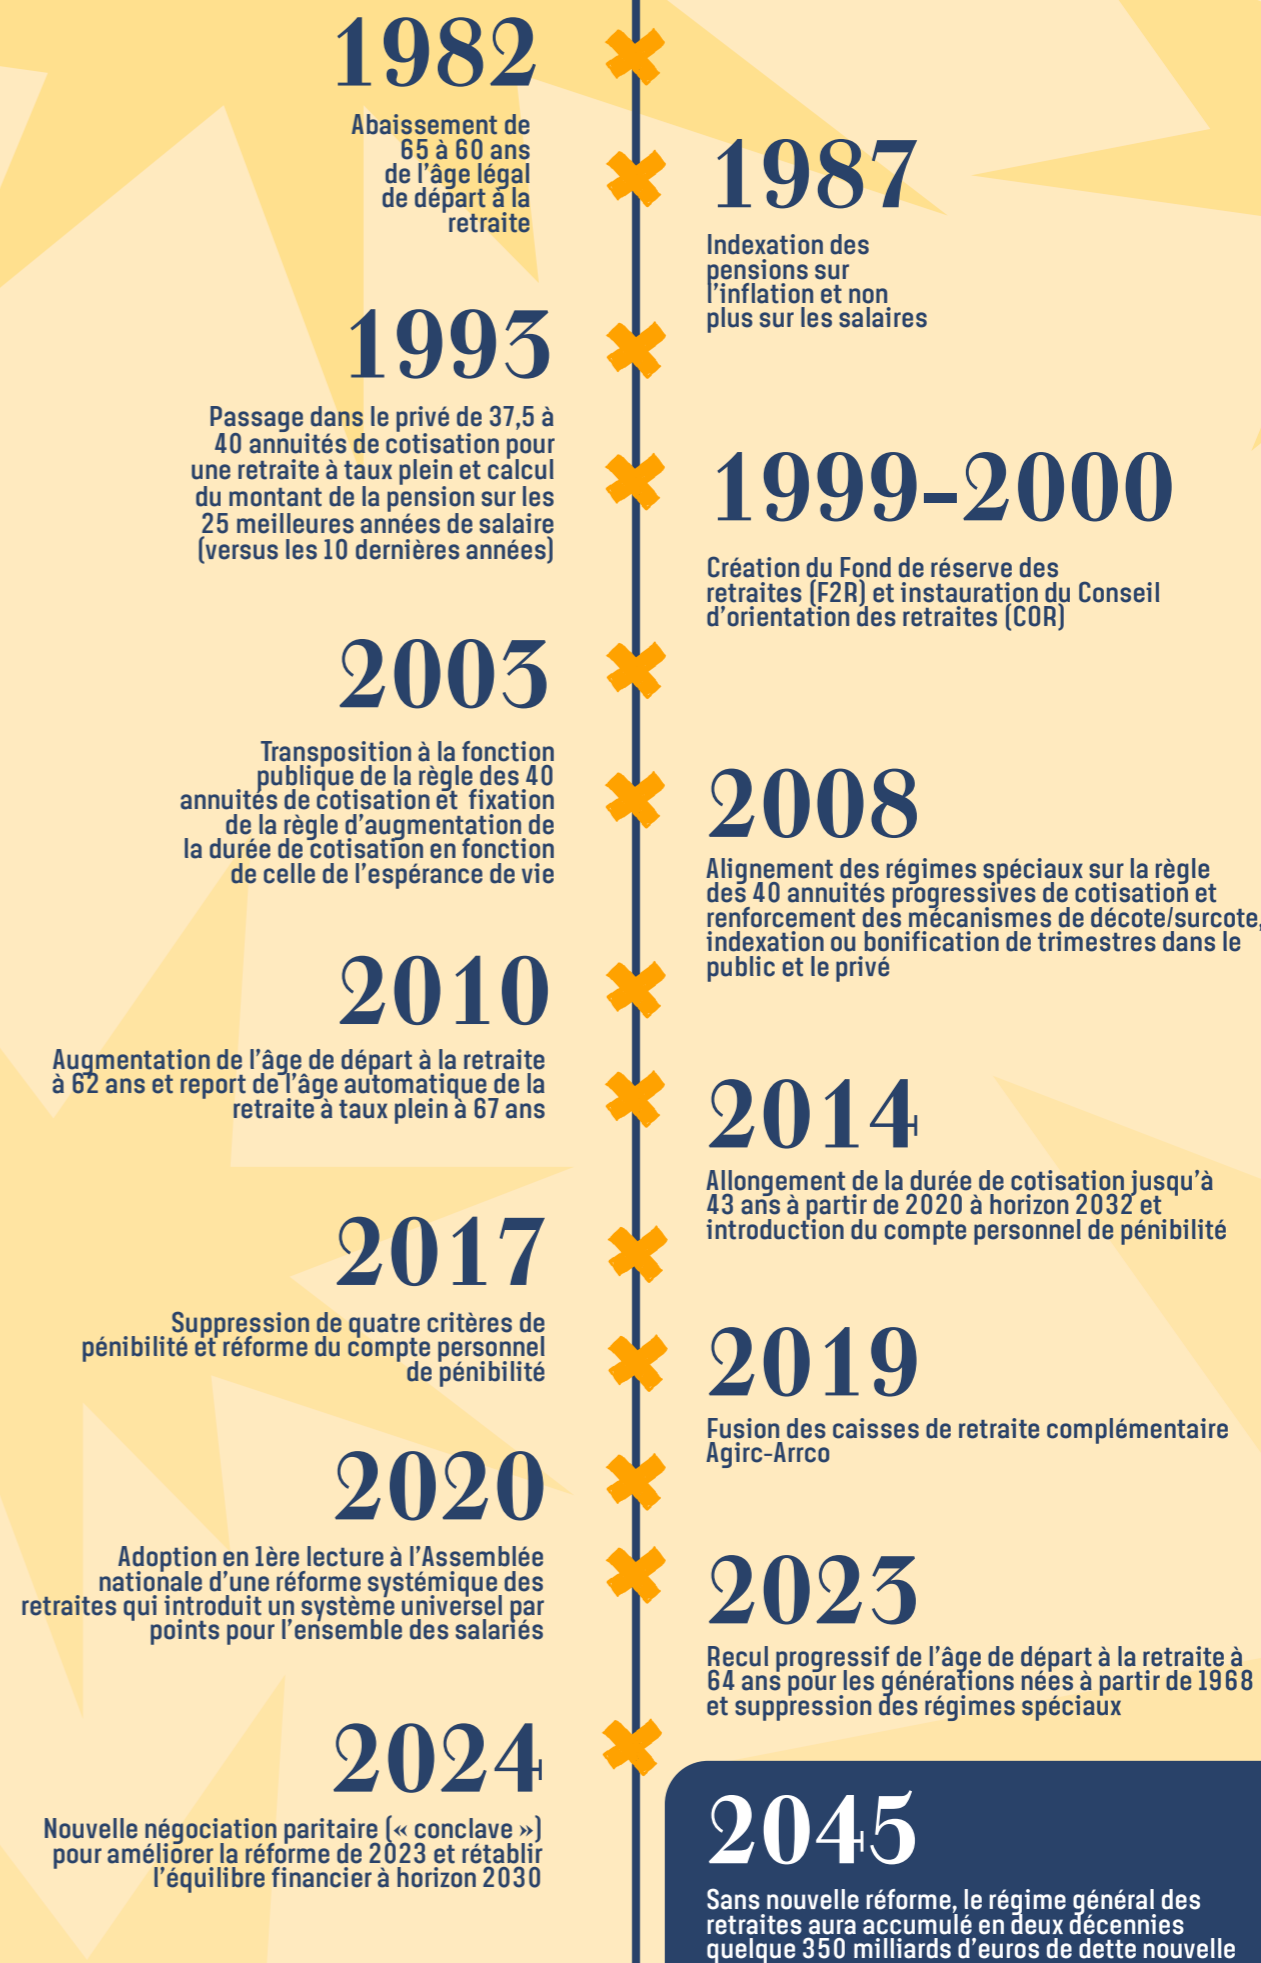 1982
Abaissement de
65 à 60 ans
de l'âge légal
de départ à la
retraite
1987
Indexation des
pensions sur
l'inflation et non
plus sur les salaires
1993
Passage dans le privé de 37,5 à
40 annuités de cotisation pour
une retraite à taux plein et calcul
du montant de la pension sur les
25 meilleures années de salaire
(versus les 10 dernières années)
1999-2000
Création du Fond de réserve des
retraites (F2R) et instauration du Conseil
d'orientation des retraites (COR)
2003
Transposition à la fonction
publique de la règle des 40
annuités de cotisation et fixation
de la règle d'augmentation de
la durée de cotisation en fonction
de celle de l'espérance de vie
2008
Alignement des régimes spéciaux sur la règle
des 40 annuités progressives de cotisation et
renforcement des mécanismes de décote/surcote,
indexation ou bonification de trimestres dans le
public et le privé
2010
Augmentation de l'âge de départ à la retraite
à 62 ans et report de l'âge automatique de la
retraite à taux plein à 67 ans
2014
Allongement de la durée de cotisation jusqu'à
43 ans à partir de 2020 à horizon 2032 et
introduction du compte personnel de pénibilité
2017
Suppression de quatre critères de
pénibilité et réforme du compte personnel
de pénibilité
2019
Fusion des caisses de retraite complémentaire
Agirc-Arrco
2020
Adoption en 1ère lecture à l'Assemblée
nationale d'une réforme systémique des
retraites qui introduit un système universel par
points pour l'ensemble des salariés
2023
Recul progressif de l'âge de départ à la retraite à
64 ans pour les générations nées à partir de 1968
et suppression des régimes spéciaux
2024
Nouvelle négociation paritaire (« conclave »)
pour améliorer la réforme de 2023 et rétablir
l'équilibre financier à horizon 2030
2045
Sans nouvelle réforme, le régime général des
retraites aura accumulé en deux décennies
quelque 350 milliards d'euros de dette nouvelle